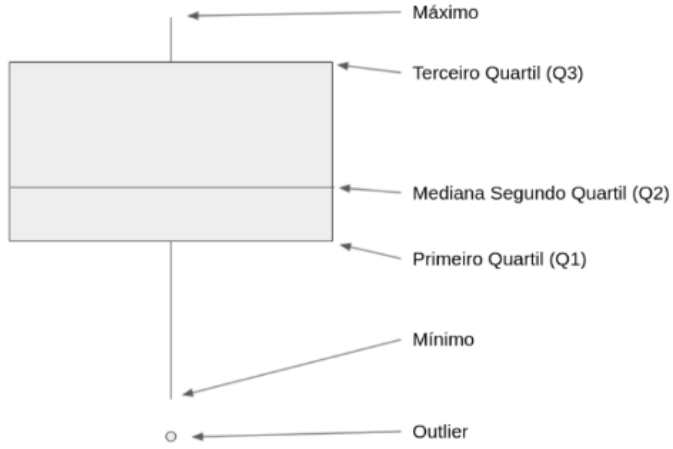 Máximo
Terceiro Quartil (Q3)
Mediana Segundo Quartil (Q2)
Primeiro Quartil (Q1)
Mínimo
Outlier